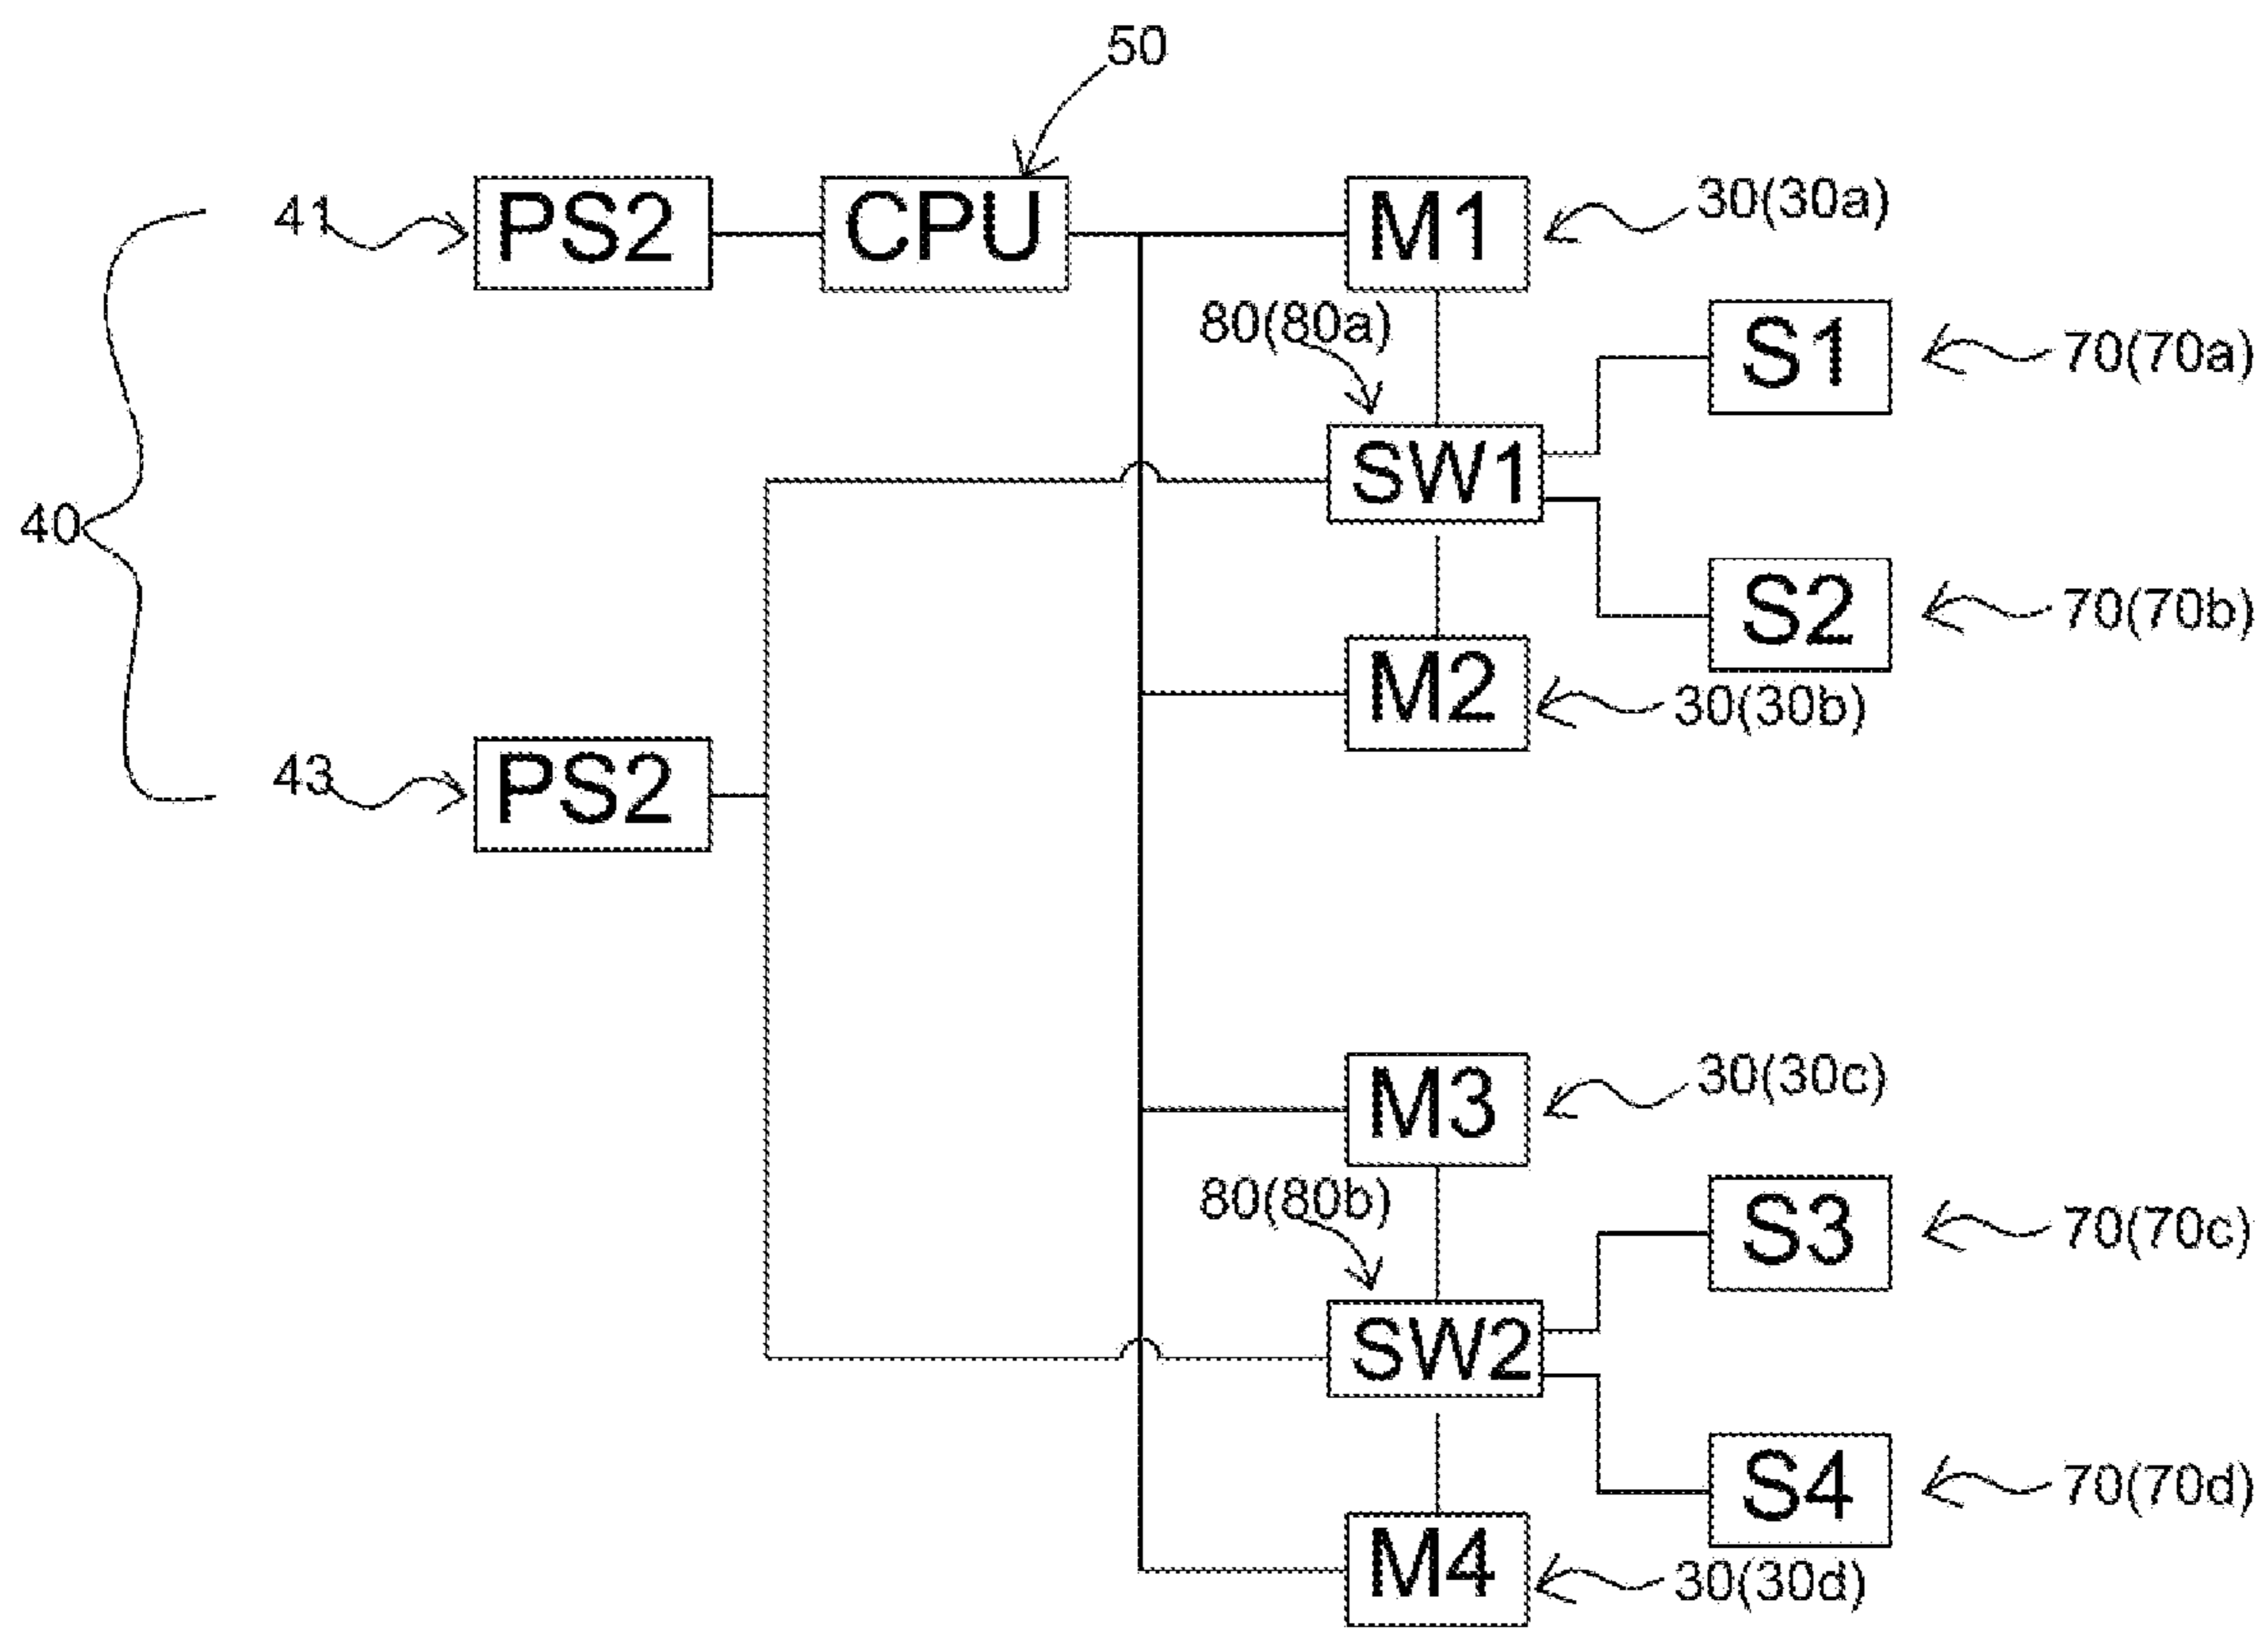 50
41
PS2
CPU
M1
30(30a)
80(80a)
S1
70(70a)
SW1
40
S2
70(70b)
M2
30(30b)
43
PS2
M3
30(30c)
80(80b)
S3
70(70c)
SW2
S4
70(70d)
M4
30(30d)